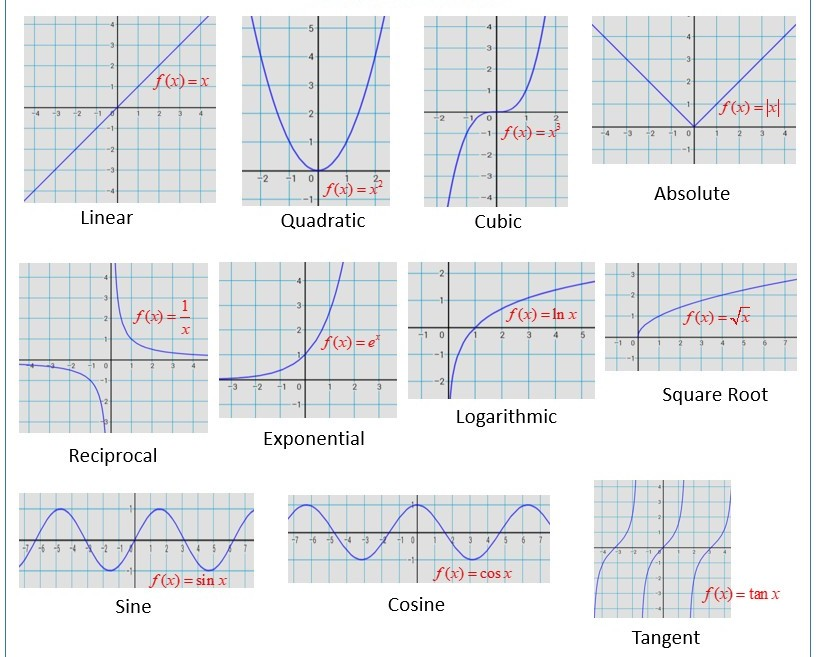 f(x) = x
Linear
f(x) = x²
Quadratic
f(x) = x³
Cubic
f(x) = |x|
Absolute
f(x) = 1/x
Reciprocal
f(x) = eˣ
Exponential
f(x) = ln x
Logarithmic
f(x) = √x
Square Root
f(x) = sin x
Sine
f(x) = cos x
Cosine
f(x) = tan x
Tangent